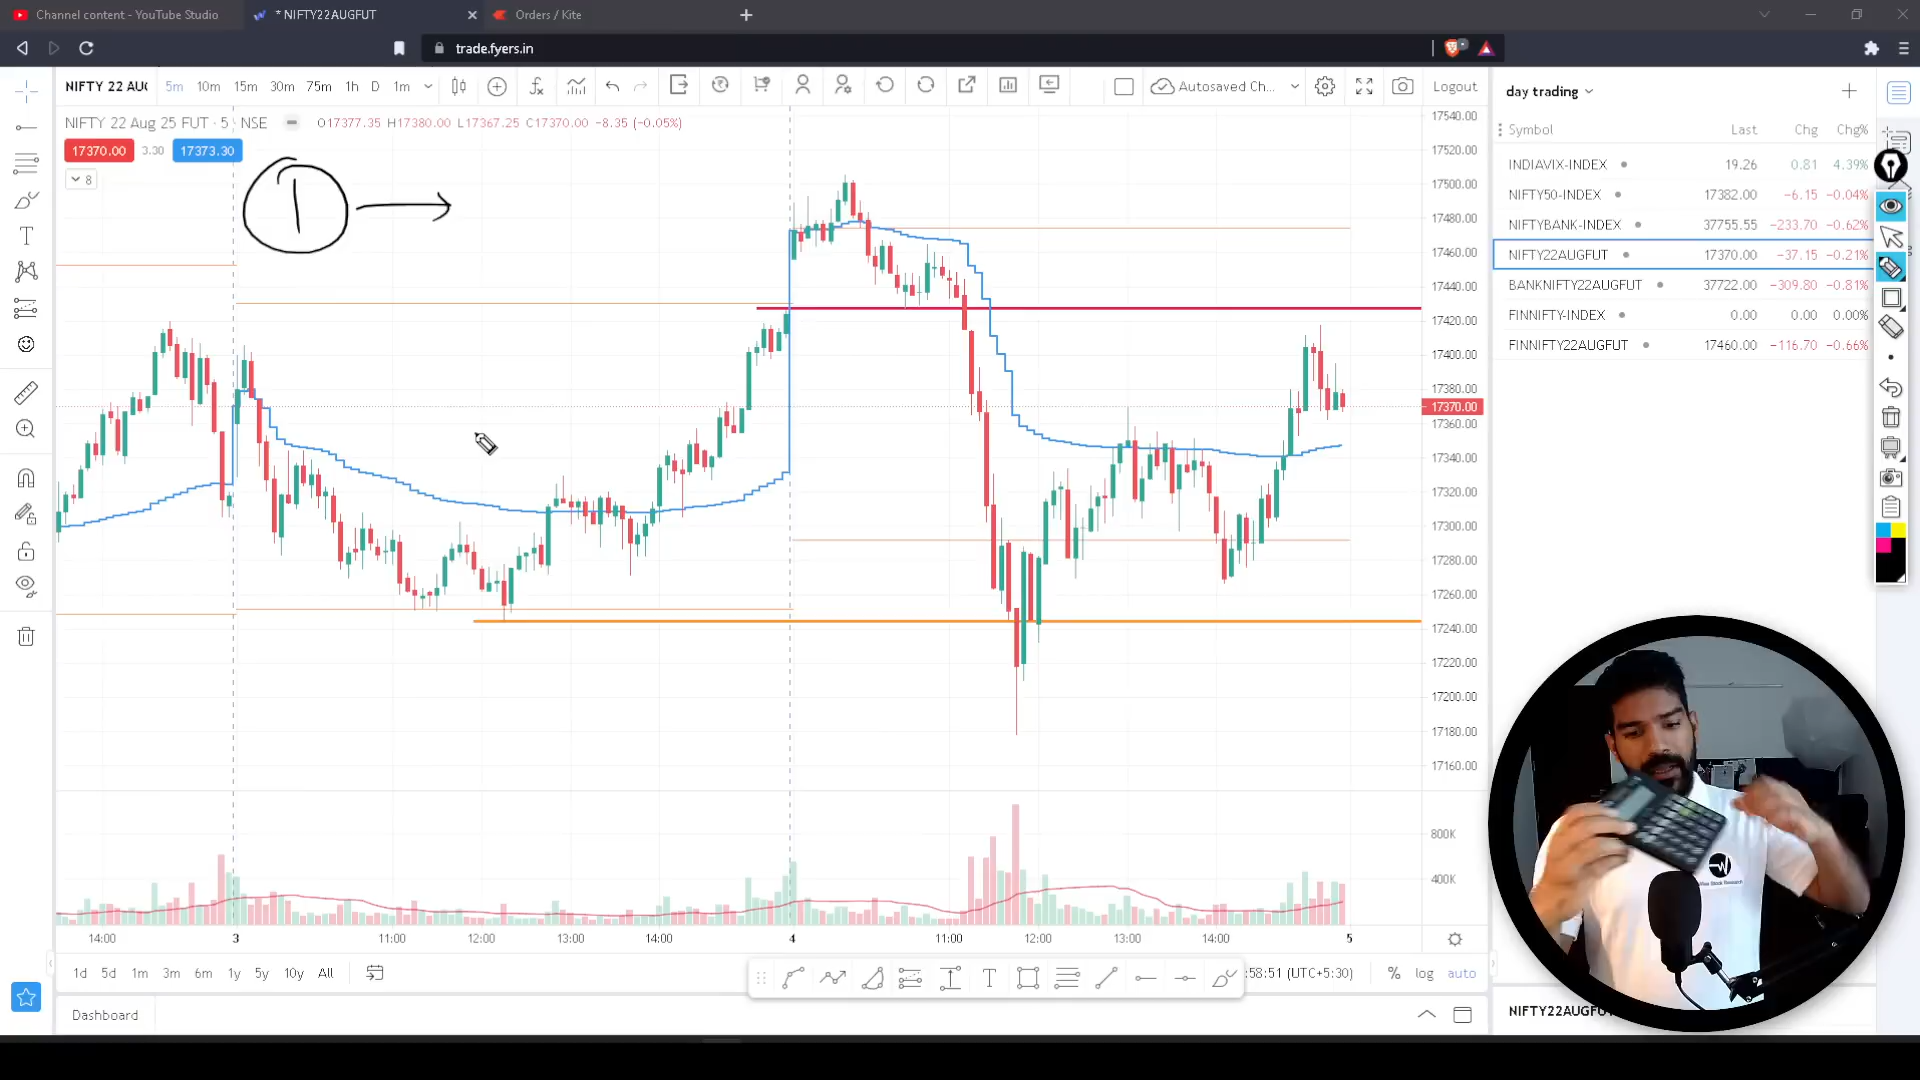 Channel content - YouTube Studio
* NIFTY22AUGFUT
Orders / Kite
trade.fyers.in
NIFTY 22 AUG 5m 10m 15m 30m 75m 1h D 1m
Autosaved Ch...
Logout
NIFTY 22 Aug 25 FUT · 5 · NSE O17377.35 H17380.00 L17367.25 C17370.00 -8.35 (-0.05%)
17370.00 3.30 17373.30
8
1
17540.00
17520.00
17500.00
17480.00
17460.00
17440.00
17420.00
17400.00
17380.00
17370.00
17360.00
17340.00
17320.00
17300.00
17280.00
17260.00
17240.00
17220.00
17200.00
17180.00
17160.00
800K
400K
14:00 3 11:00 12:00 13:00 14:00 4 11:00 12:00 13:00 14:00 5
1d 5d 1m 3m 6m 1y 5y 10y All
:58:51 (UTC+5:30) % log auto
Dashboard
day trading
Symbol Last Chg Chg%
INDIAVIX-INDEX 19.26 0.81 4.39%
NIFTY50-INDEX 17382.00 -6.15 -0.04%
NIFTYBANK-INDEX 37755.55 -233.70 -0.62%
NIFTY22AUGFUT 17370.00 -37.15 -0.21%
BANKNIFTY22AUGFUT 37722.00 -309.80 -0.81%
FINNIFTY-INDEX 0.00 0.00 0.00%
FINNIFTY22AUGFUT 17460.00 -116.70 -0.66%
NIFTY22AUGFU